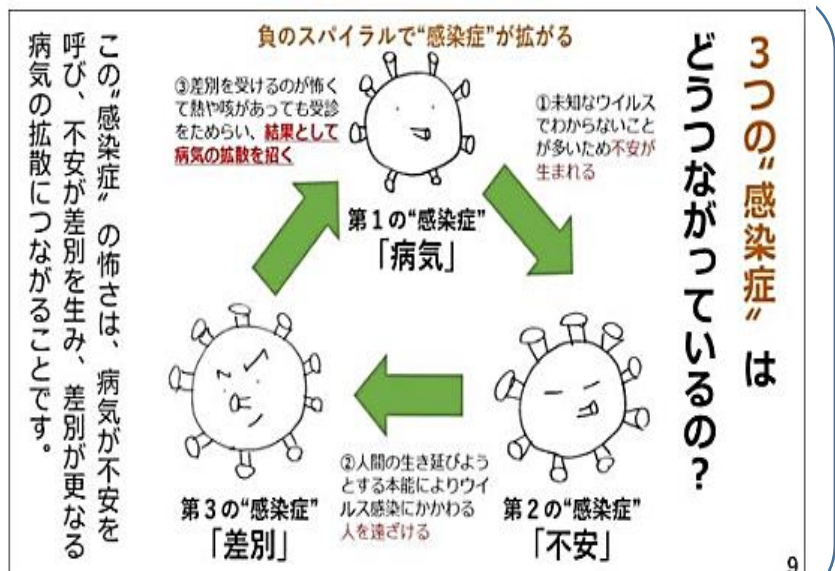 3つの“感染症”は
どうつながっているの？
負のスパイラルで“感染症”が拡がる
①未知なウイルス
でわからないこと
が多いため不安が
生まれる
第1の“感染症”
「病気」
②人間の生き延びよう
とする本能によりウイ
ルス感染にかかわる
人を遠ざける
第2の“感染症”
「不安」
③差別を受けるのが怖く
て熱や咳があっても受診
をためらい、結果として
病気の拡散を招く
第3の“感染症”
「差別」
この“感染症”の怖さは、病気が不安を
呼び、不安が差別を生み、差別が更なる
病気の拡散につながることです。
9